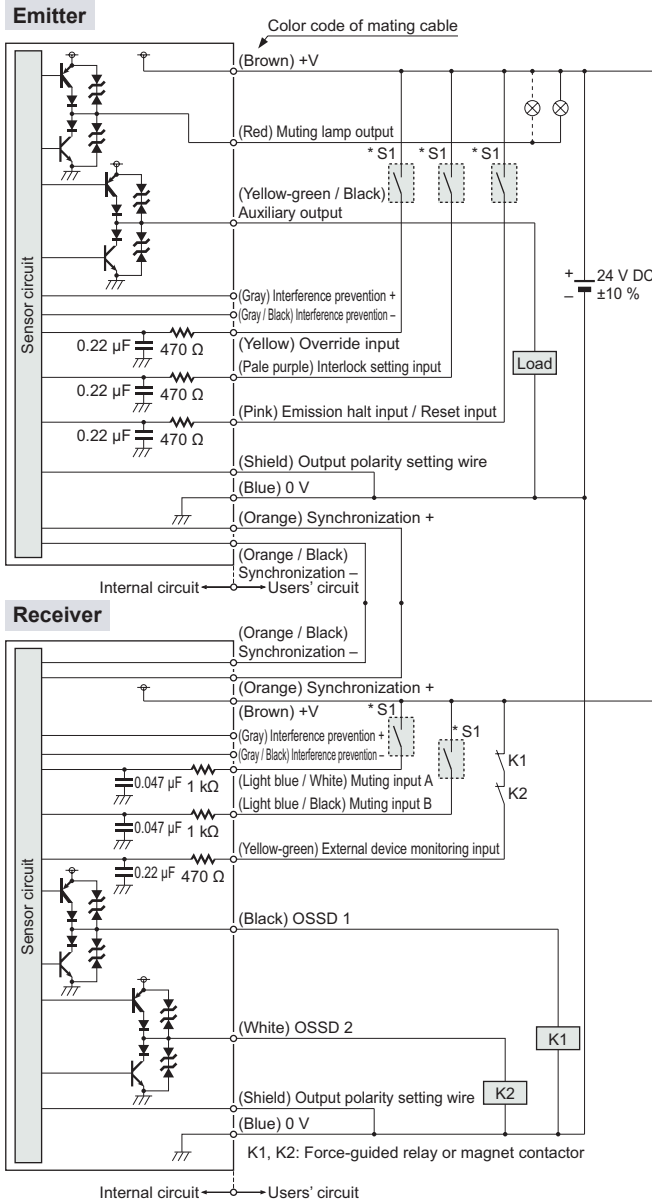 Emitter
Color code of mating cable
(Brown) +V
(Red) Muting lamp output
* S1
* S1
* S1
(Yellow-green / Black)
Auxiliary output
Sensor circuit
+
–
24 V DC
±10 %
(Gray) Interference prevention +
(Gray / Black) Interference prevention –
0.22 µF
470 Ω
(Yellow) Override input
Load
(Pale purple) Interlock setting input
0.22 µF
470 Ω
(Pink) Emission halt input / Reset input
0.22 µF
470 Ω
(Shield) Output polarity setting wire
(Blue) 0 V
(Orange) Synchronization +
(Orange / Black)
Synchronization –
Internal circuit
Users’ circuit
Receiver
(Orange / Black)
Synchronization –
(Orange) Synchronization +
(Brown) +V
* S1
* S1
(Gray) Interference prevention +
(Gray / Black) Interference prevention –
K1
0.047 µF
1 kΩ
(Light blue / White) Muting input A
K2
(Light blue / Black) Muting input B
0.047 µF
1 kΩ
(Yellow-green) External device monitoring input
0.22 µF
470 Ω
Sensor circuit
(Black) OSSD 1
(White) OSSD 2
K1
K2
(Shield) Output polarity setting wire
(Blue) 0 V
K1, K2: Force-guided relay or magnet contactor
Internal circuit
Users’ circuit